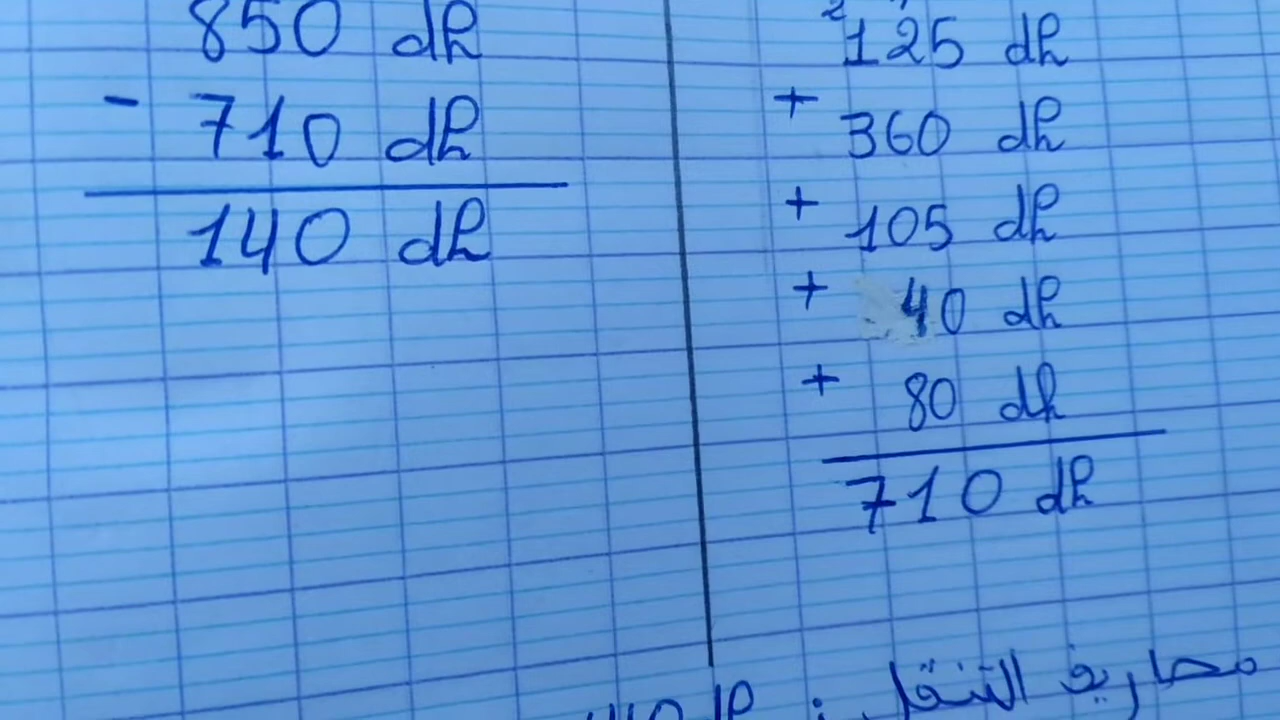 850 dh
- 710 dh
140 dh
2 125 dh
+ 360 dh
+ 105 dh
+ 40 dh
+ 80 dh
710 dh
مصاريف التنقل :